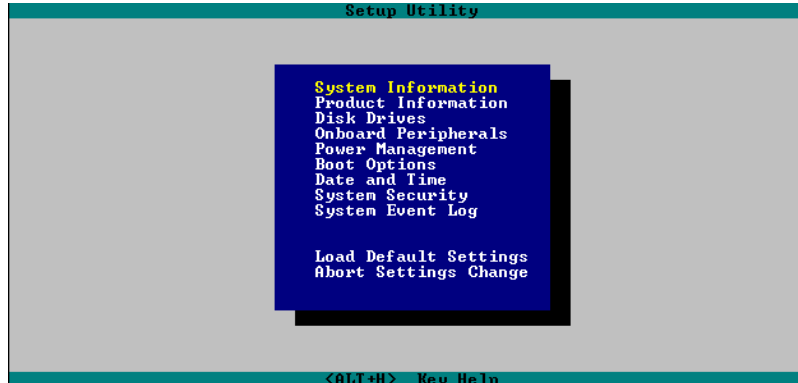 Setup Utility
System Information
Product Information
Disk Drives
Onboard Peripherals
Power Management
Boot Options
Date and Time
System Security
System Event Log
Load Default Settings
Abort Settings Change
<ALT+H> Key Help